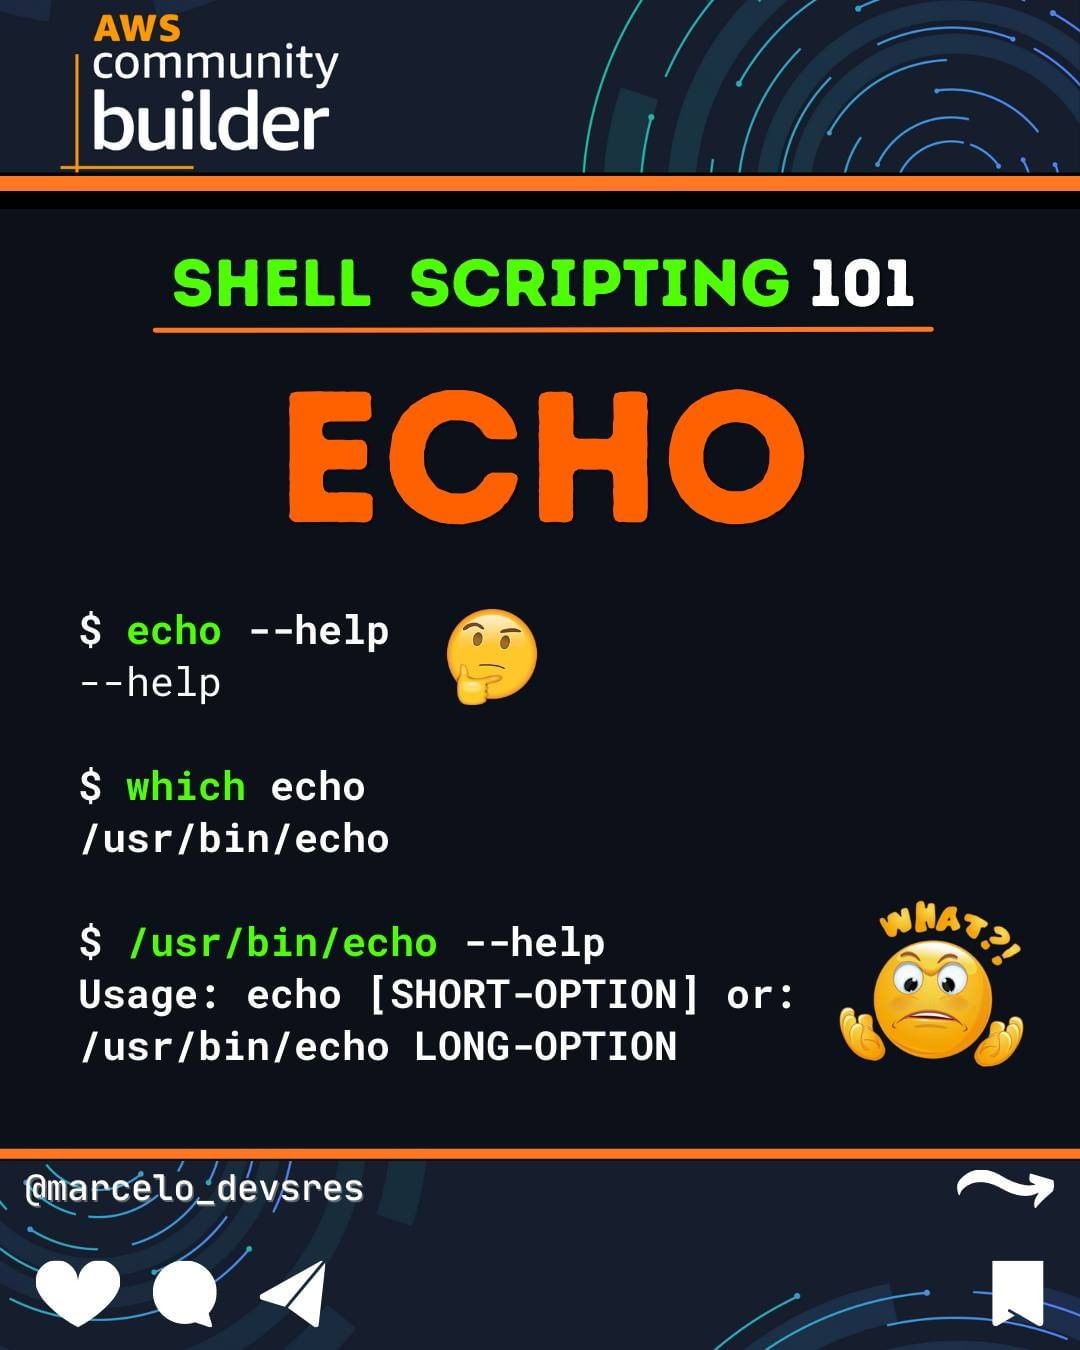 AWS
community
builder
SHELL SCRIPTING 101
ECHO
$ echo --help
--help
$ which echo
/usr/bin/echo
$ /usr/bin/echo --help
WHAT?!
Usage: echo [SHORT-OPTION] or:
/usr/bin/echo LONG-OPTION
@marcelo_devsres